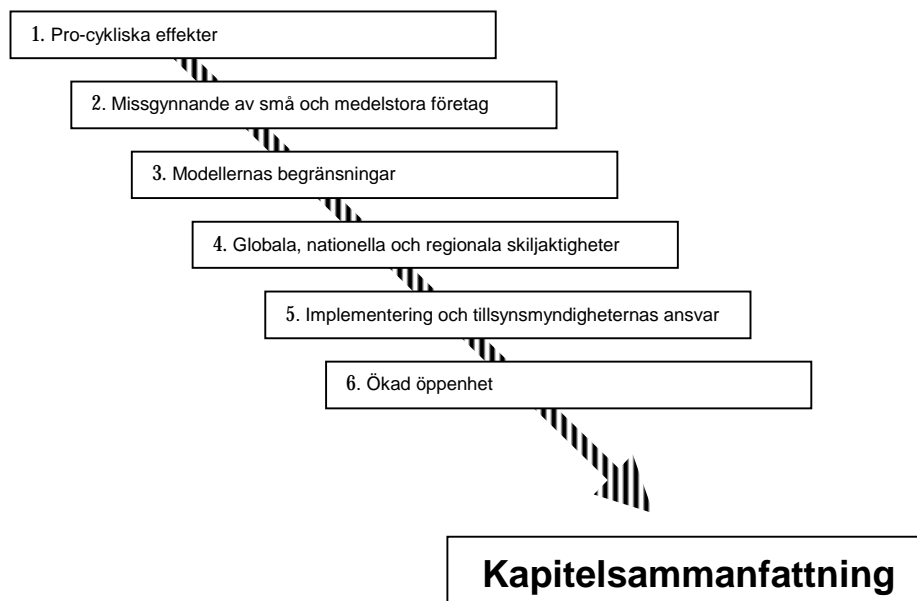 1. Pro-cykliska effekter
2. Missgynnande av små och medelstora företag
3. Modellernas begränsningar
4. Globala, nationella och regionala skiljaktigheter
5. Implementering och tillsynsmyndigheternas ansvar
6. Ökad öppenhet
Kapitelsammanfattning